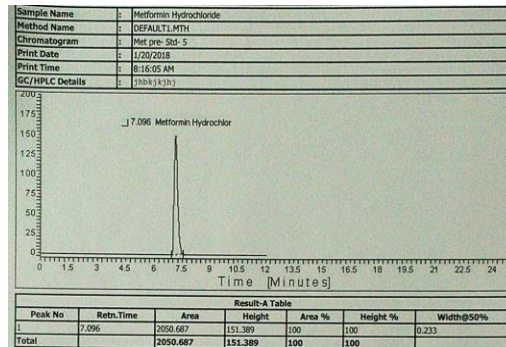 Sample Name : Metformin Hydrochloride
Method Name : DEFAULT1.MTH
Chromatogram : Met pre- Std- 5
Print Date : 1/20/2018
Print Time : 8:16:05 AM
GC/HPLC Details : jhbkjkjhj
200
175
150
125
100
75
50
25
0
7.096 Metformin Hydrochlor
0 1.5 3 4.5 6 7.5 9 10.5 12 13.5 15 16.5 18 19.5 21 22.5 24
Time [Minutes]
Result-A Table
Peak No Retn.Time Area Height Area % Height % Width@50%
1 7.096 2050.687 151.389 100 100 0.233
Total 2050.687 151.389 100 100